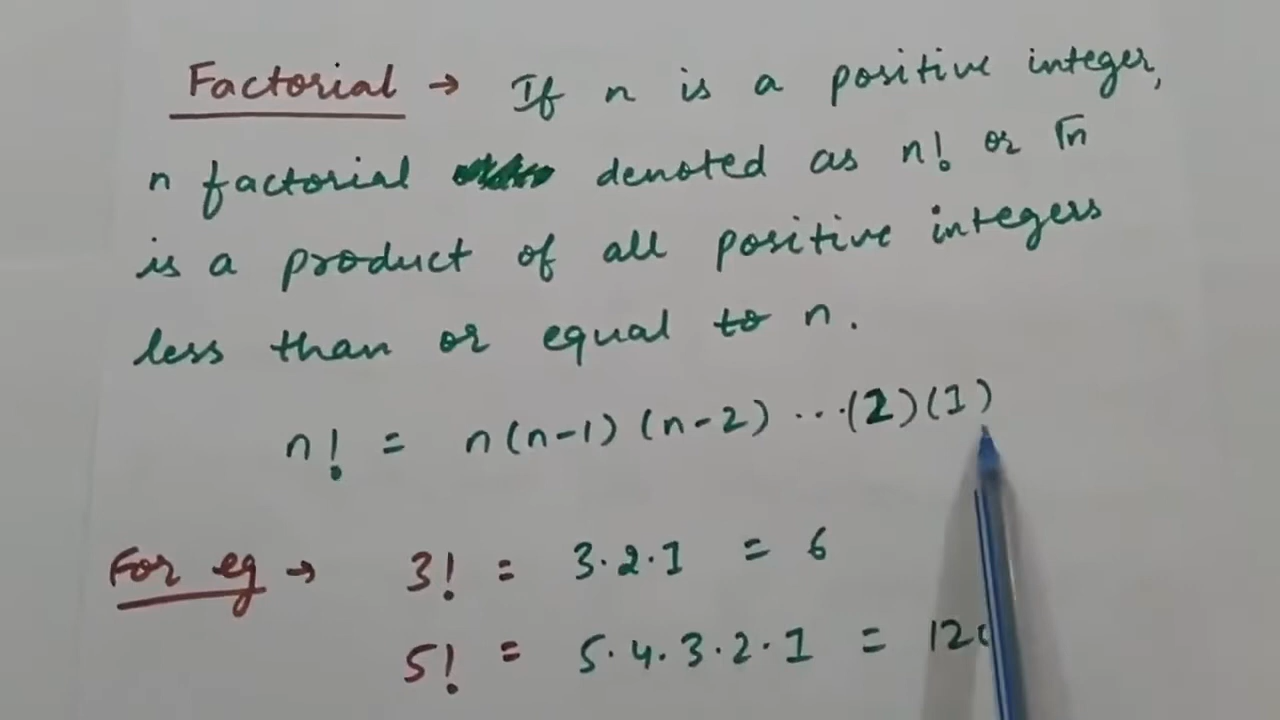 Factorial → If n is a positive integer,
n factorial denoted as n! or Γn
is a product of all positive integers
less than or equal to n.
n! = n(n-1)(n-2) ...(2)(1)
For eg → 3! = 3.2.1 = 6
5! = 5.4.3.2.1 =